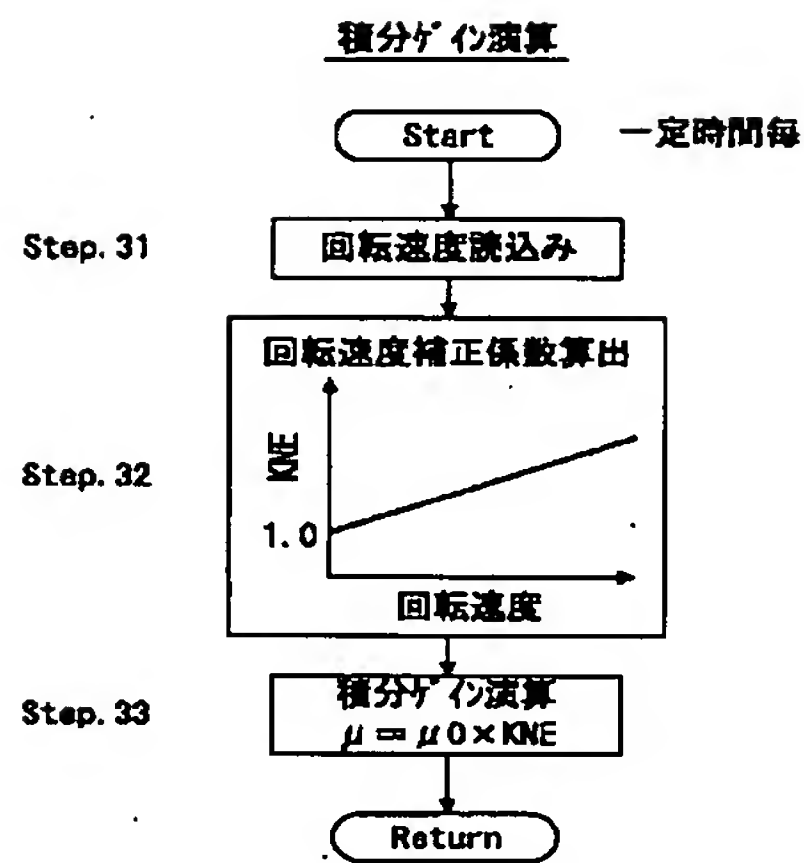 積分ゲイン演算
Start
一定時間毎
Step.31
回転速度読込み
回転速度補正係数算出
KNE
1.0
回転速度
Step.32
積分ゲイン演算
μ=μ0×KNE
Step.33
Return